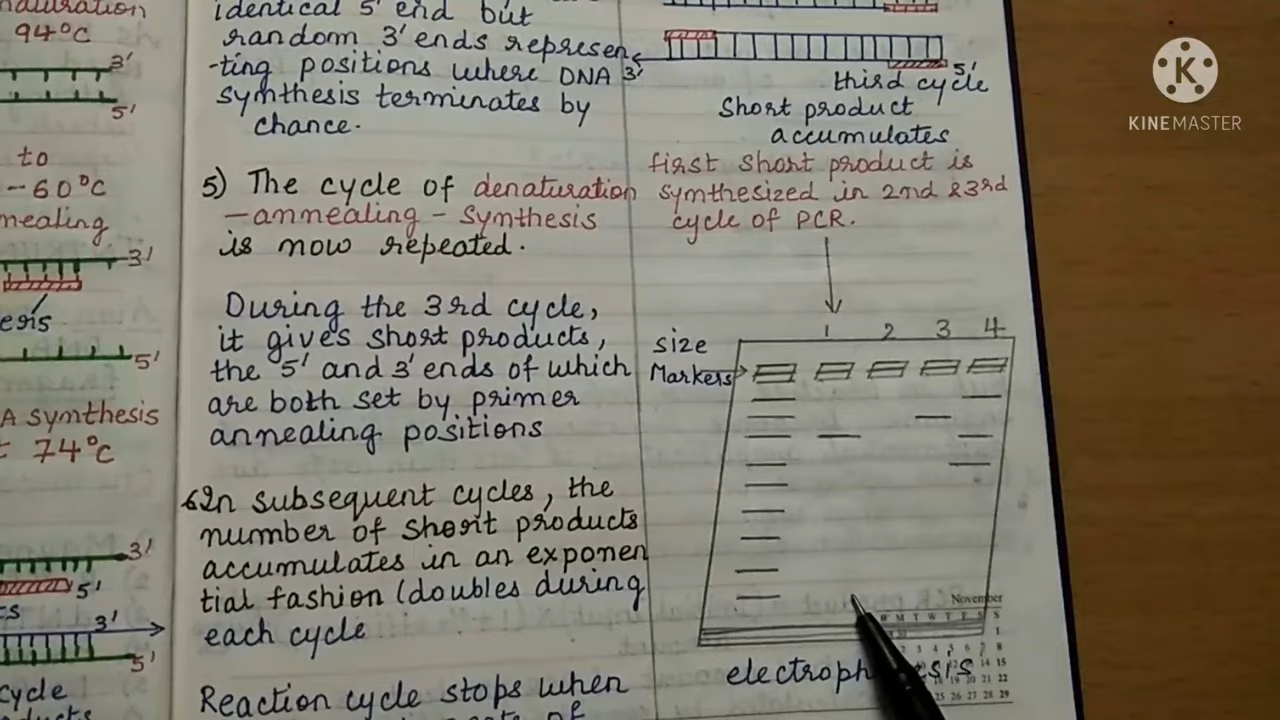 naturation
94°C
3'
5'
to
-60°C
nealing
3'
5'
A synthesis
74°C
3'
5'
3'
5'
cycle
identical 5' end but
random 3' ends represen
-ting positions where DNA
synthesis terminates by
chance.
5) The cycle of denaturation
-annealing - Synthesis
is now repeated.
During the 3rd cycle,
it gives short products,
the 5' and 3' ends of which
are both set by primer
annealing positions
6 In subsequent cycles, the
number of short products
accumulates in an exponen
tial fashion (doubles during
each cycle
Reaction cycle stops when
3'
5'
third cycle
Short product
accumulates
first short product is
synthesized in 2nd &3rd
cycle of PCR.
1 2 3 4
size
Markers
electroph sis
November
K
KINEMASTER